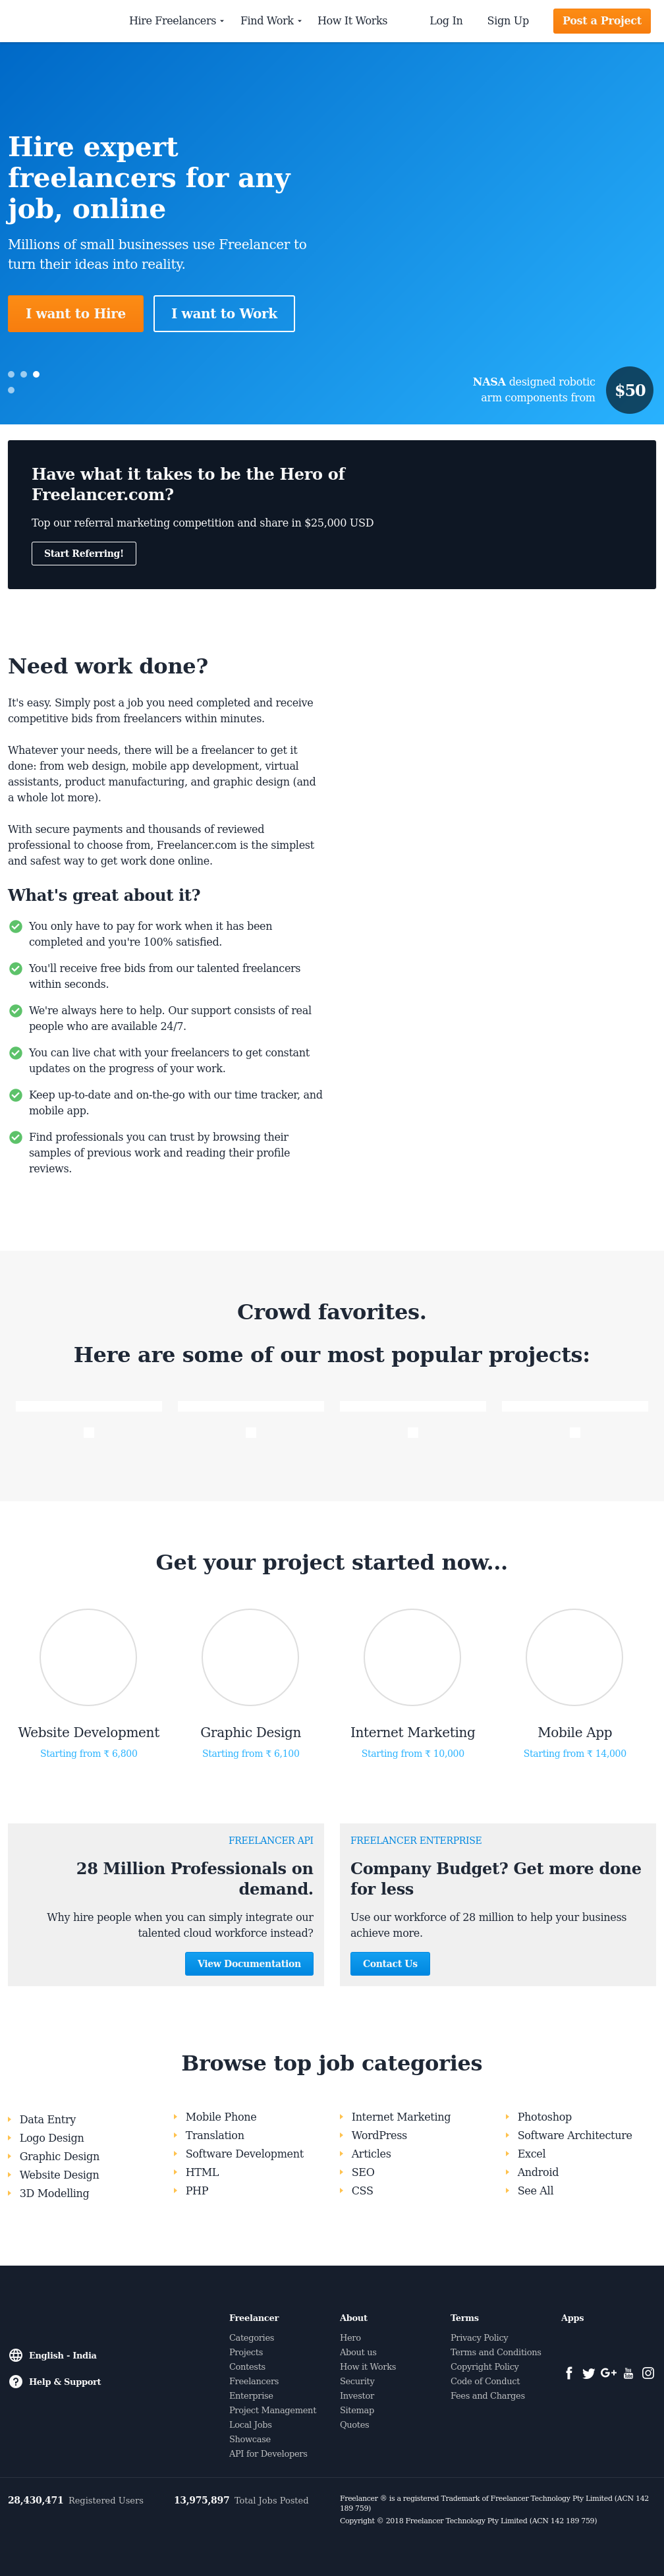 Hire Freelancers
Find Work
How It Works
Log In
Sign Up
Post a Project
Hire expert
freelancers for any
job, online
Millions of small businesses use Freelancer to
turn their ideas into reality.
I want to Hire
I want to Work
NASA designed robotic
arm components from
$50
Have what it takes to be the Hero of
Freelancer.com?
Top our referral marketing competition and share in $25,000 USD
Start Referring!
Need work done?
It's easy. Simply post a job you need completed and receive
competitive bids from freelancers within minutes.
Whatever your needs, there will be a freelancer to get it
done: from web design, mobile app development, virtual
assistants, product manufacturing, and graphic design (and
a whole lot more).
With secure payments and thousands of reviewed
professional to choose from, Freelancer.com is the simplest
and safest way to get work done online.
What's great about it?
You only have to pay for work when it has been
completed and you're 100% satisfied.
You'll receive free bids from our talented freelancers
within seconds.
We're always here to help. Our support consists of real
people who are available 24/7.
You can live chat with your freelancers to get constant
updates on the progress of your work.
Keep up-to-date and on-the-go with our time tracker, and
mobile app.
Find professionals you can trust by browsing their
samples of previous work and reading their profile
reviews.
Crowd favorites.
Here are some of our most popular projects:
Get your project started now...
Website Development
Starting from ₹ 6,800
Graphic Design
Starting from ₹ 6,100
Internet Marketing
Starting from ₹ 10,000
Mobile App
Starting from ₹ 14,000
FREELANCER API
28 Million Professionals on
demand.
Why hire people when you can simply integrate our
talented cloud workforce instead?
View Documentation
FREELANCER ENTERPRISE
Company Budget? Get more done
for less
Use our workforce of 28 million to help your business
achieve more.
Contact Us
Browse top job categories
Data Entry
Logo Design
Graphic Design
Website Design
3D Modelling
Mobile Phone
Translation
Software Development
HTML
PHP
Internet Marketing
WordPress
Articles
SEO
CSS
Photoshop
Software Architecture
Excel
Android
See All
English - India
Help & Support
Freelancer
Categories
Projects
Contests
Freelancers
Enterprise
Project Management
Local Jobs
Showcase
API for Developers
About
Hero
About us
How it Works
Security
Investor
Sitemap
Quotes
Terms
Privacy Policy
Terms and Conditions
Copyright Policy
Code of Conduct
Fees and Charges
Apps
28,430,471 Registered Users
13,975,897 Total Jobs Posted
Freelancer ® is a registered Trademark of Freelancer Technology Pty Limited (ACN 142
189 759)
Copyright © 2018 Freelancer Technology Pty Limited (ACN 142 189 759)